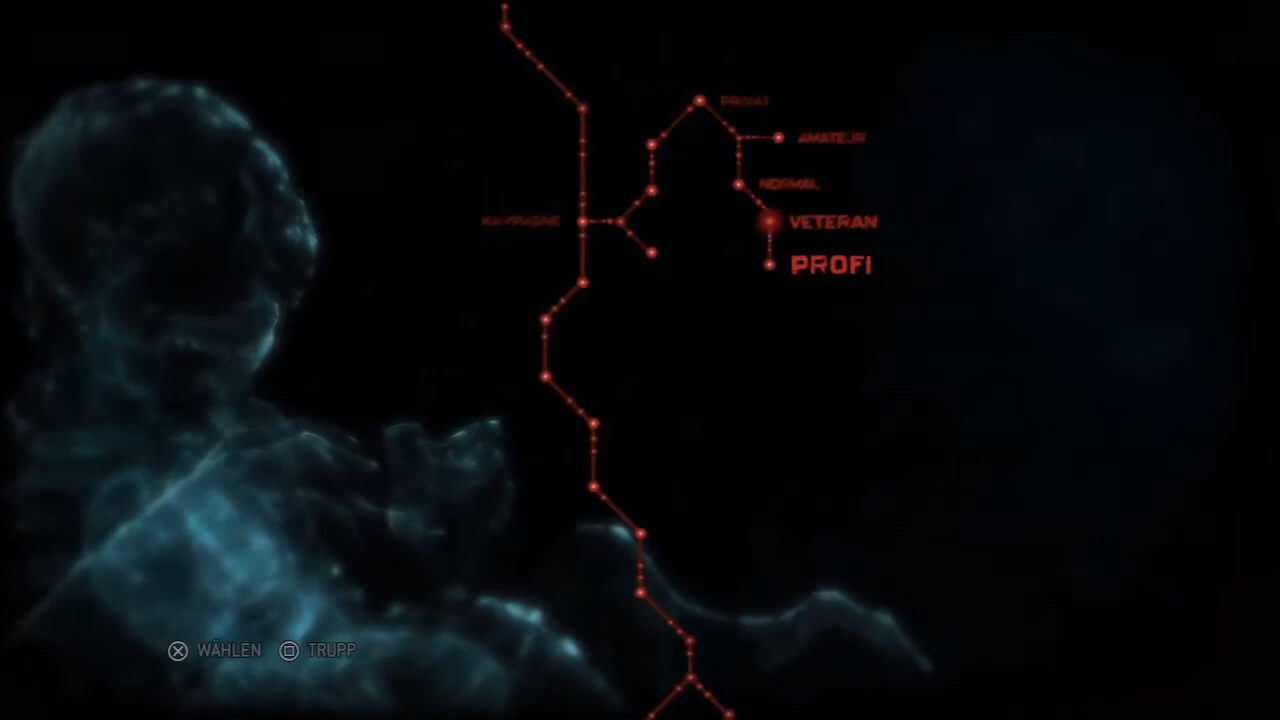 PRIVAT
AMATEUR
NORMAL
KAMPAGNE
VETERAN
PROFI
WÄHLEN
TRUPP